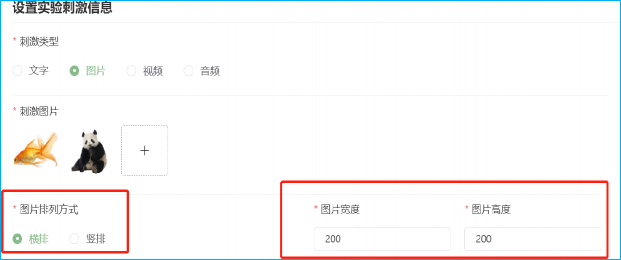 设置实验刺激信息
* 刺激类型
文字 图片 视频 音频
* 刺激图片
+
* 图片排列方式 * 图片宽度 * 图片高度
横排 竖排 200 200